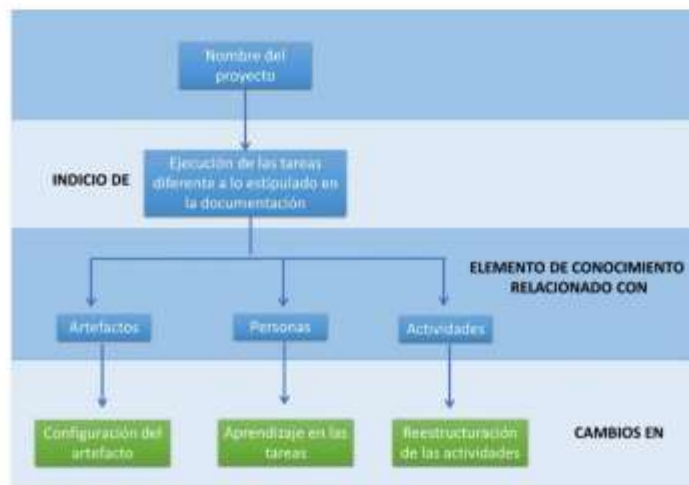 Nombre del
proyecto
INDICIO DE
Ejecución de las tareas
diferente a lo estipulado en
la documentación
ELEMENTO DE CONOCIMIENTO
RELACIONADO CON
Artefactos
Personas
Actividades
Configuración del
artefacto
Aprendizaje en las
tareas
Reestructuración
de las actividades
CAMBIOS EN